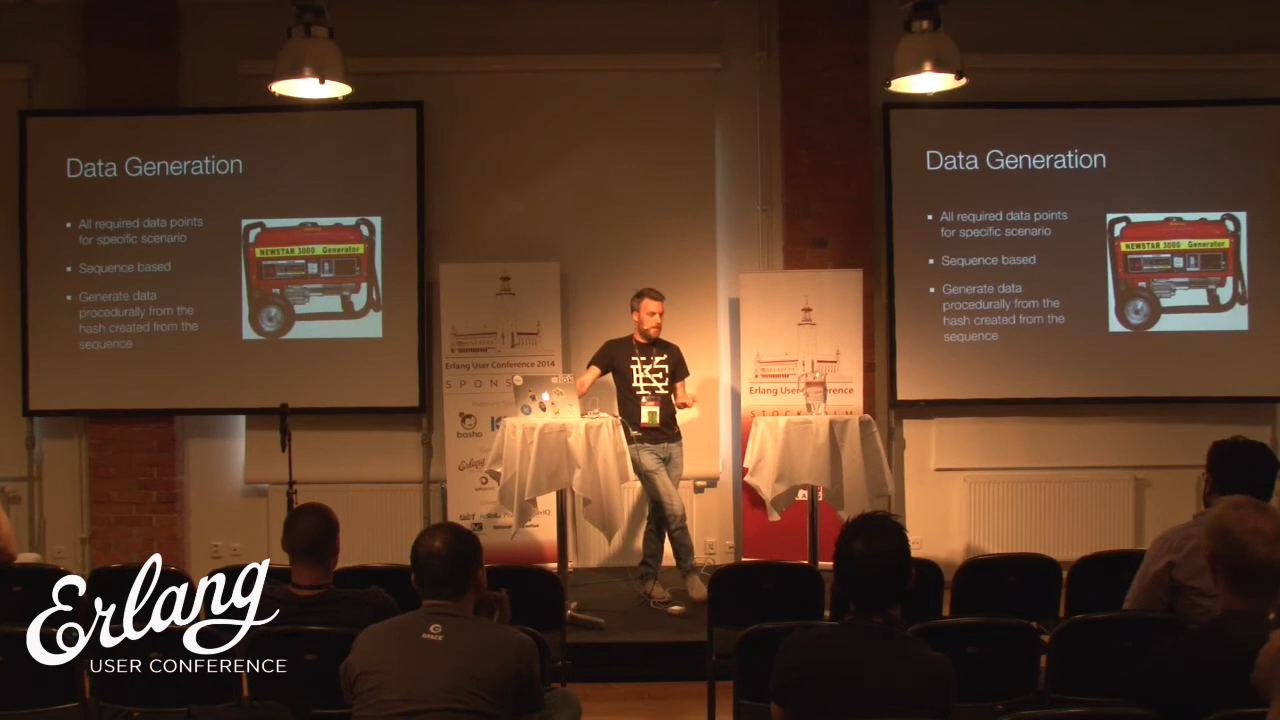 Data Generation
All required data points
for specific scenario
Sequence based
Generate data
procedurally from the
hash created from the
sequence
NEWSTAR 3000 Generator
Data Generation
All required data points
for specific scenario
Sequence based
Generate data
procedurally from the
hash created from the
sequence
NEWSTAR 3000 Generator
Erlang User Conference 2014
SPONS
basho
Erlang
Erlang User Conference
STOCK
Erlang
USER CONFERENCE